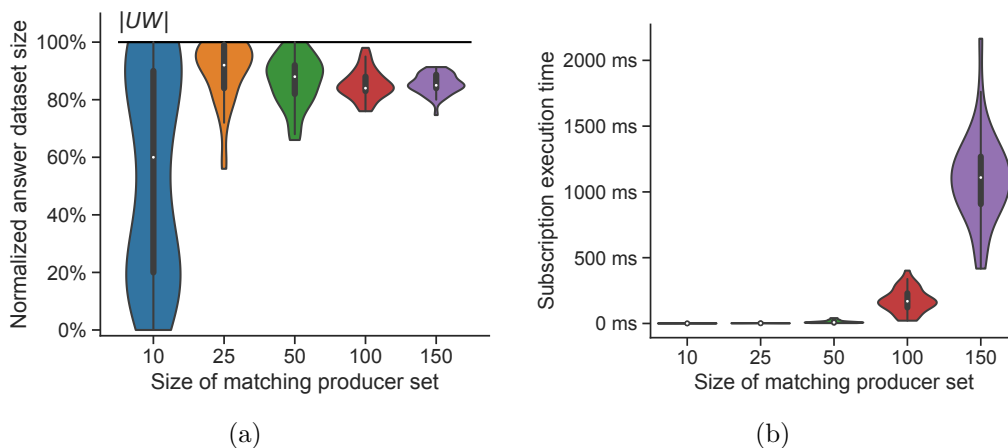 |UW|
100%
80%
60%
40%
20%
0%
Normalized answer dataset size
10 25 50 100 150
Size of matching producer set
(a)
2000 ms
1500 ms
1000 ms
500 ms
0 ms
Subscription execution time
10 25 50 100 150
Size of matching producer set
(b)